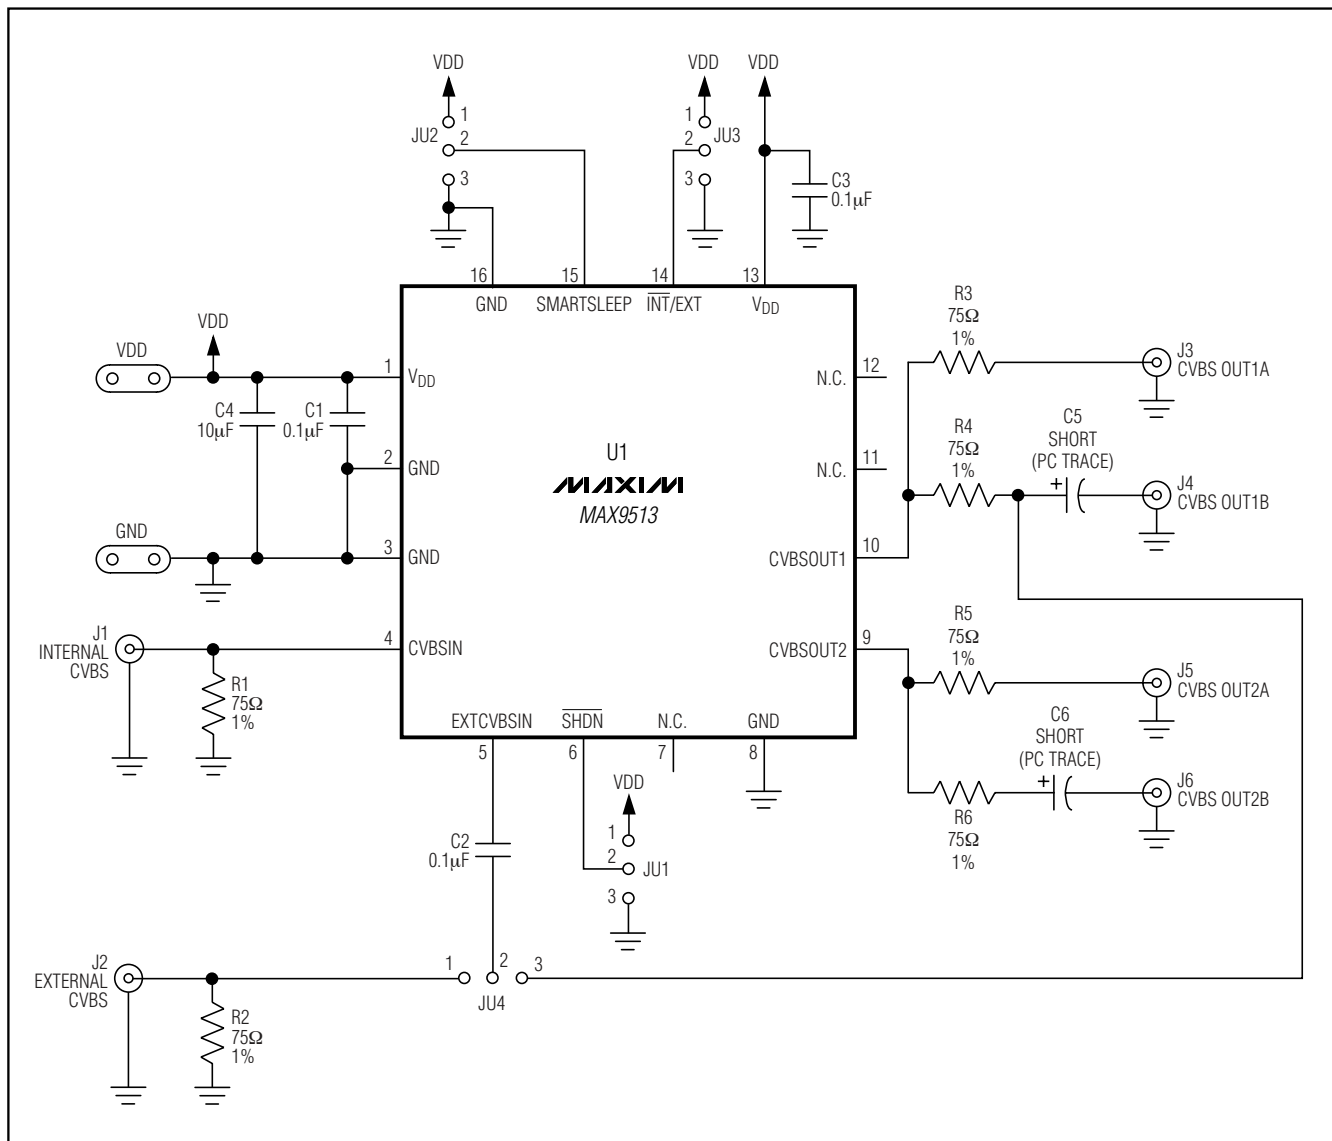 VDD
VDD
VDD
1
JU2
2
3
1
2
JU3
3
C3
0.1µF
16
15
14
13
GND
SMARTSLEEP
INT/EXT
VDD
VDD
VDD
1
VDD
C4
10µF
C1
0.1µF
2
GND
GND
3
GND
J1
INTERNAL
CVBS
4
CVBSIN
R1
75Ω
1%
U1
MAXIM
MAX9513
12
N.C.
11
N.C.
10
CVBSOUT1
9
CVBSOUT2
R3
75Ω
1%
J3
CVBS OUT1A
R4
75Ω
1%
C5
SHORT
(PC TRACE)
+
J4
CVBS OUT1B
R5
75Ω
1%
J5
CVBS OUT2A
C6
SHORT
(PC TRACE)
+
J6
CVBS OUT2B
R6
75Ω
1%
EXTCVBSIN
SHDN
N.C.
GND
5
6
7
8
C2
0.1µF
VDD
1
2
JU1
3
J2
EXTERNAL
CVBS
R2
75Ω
1%
1
2
3
JU4